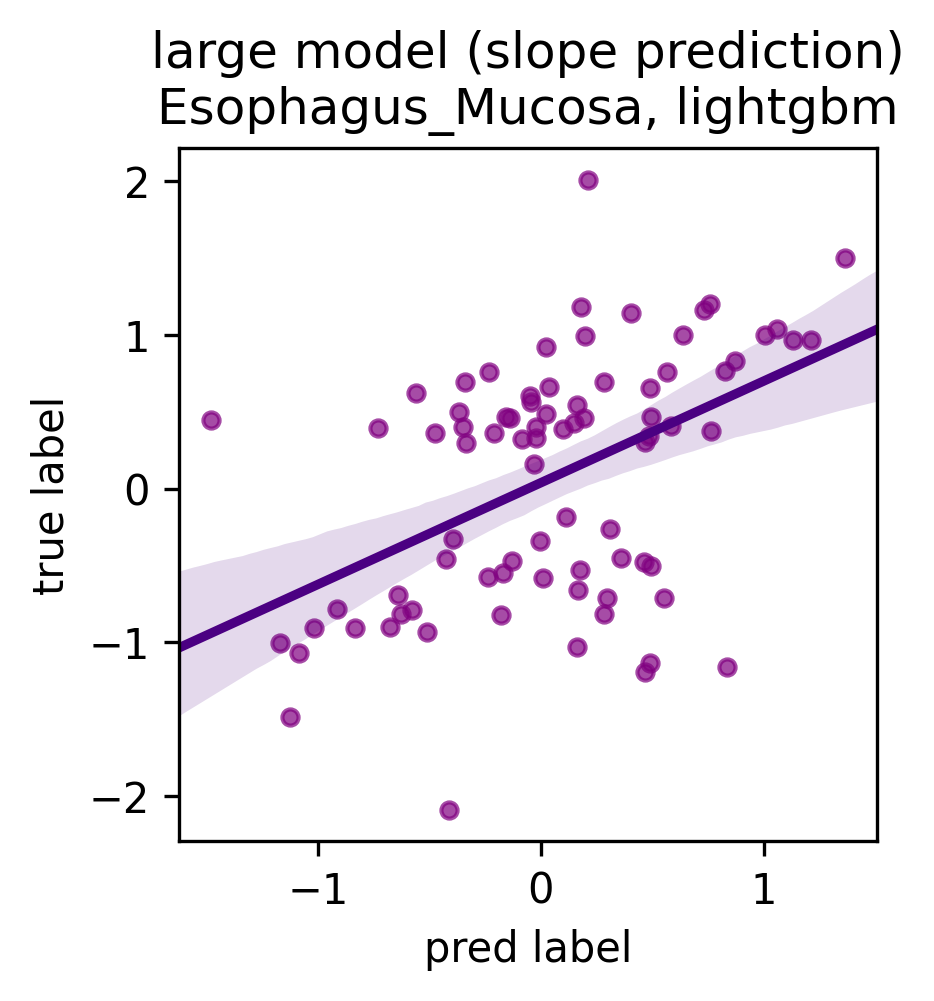 large model (slope prediction)
Esophagus_Mucosa, lightgbm
2
1
0
−1
−2
true label
−1
0
1
pred label